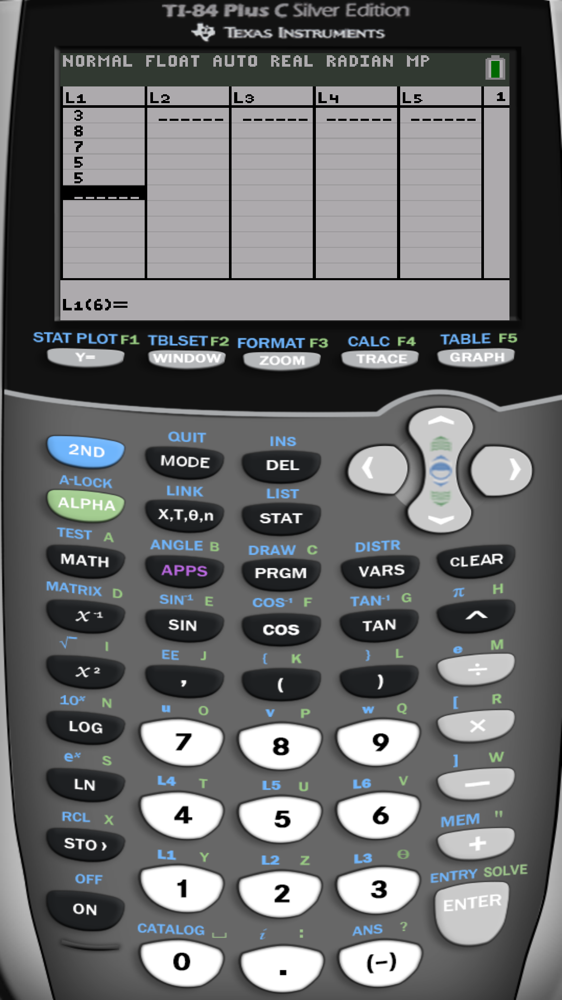 TI-84 Plus C Silver Edition
TEXAS INSTRUMENTS
NORMAL FLOAT AUTO REAL RADIAN MP
L1 L2 L3 L4 L5 1
3 ------ ------ ------ ------
8
7
5
5
------
L1(6)=
STAT PLOT F1 TBLSET F2 FORMAT F3 CALC F4 TABLE F5
Y= WINDOW ZOOM TRACE GRAPH
QUIT INS
2ND MODE DEL
A-LOCK LINK LIST
ALPHA X,T,θ,n STAT
TEST A ANGLE B DRAW C DISTR
MATH APPS PRGM VARS CLEAR
MATRIX D SIN⁻¹ E COS⁻¹ F TAN⁻¹ G π H
x⁻¹ SIN COS TAN ^
√ I EE J { K } L e M
x² , ( ) ÷
10ˣ N u O v P w Q [ R
LOG 7 8 9 ×
eˣ S L4 T L5 U L6 V ] W
LN 4 5 6 —
RCL X L1 Y L2 Z L3 θ MEM "
STO › 1 2 3 +
OFF CATALOG ⎵ i : ANS ? ENTRY SOLVE
ON 0 . (−) ENTER